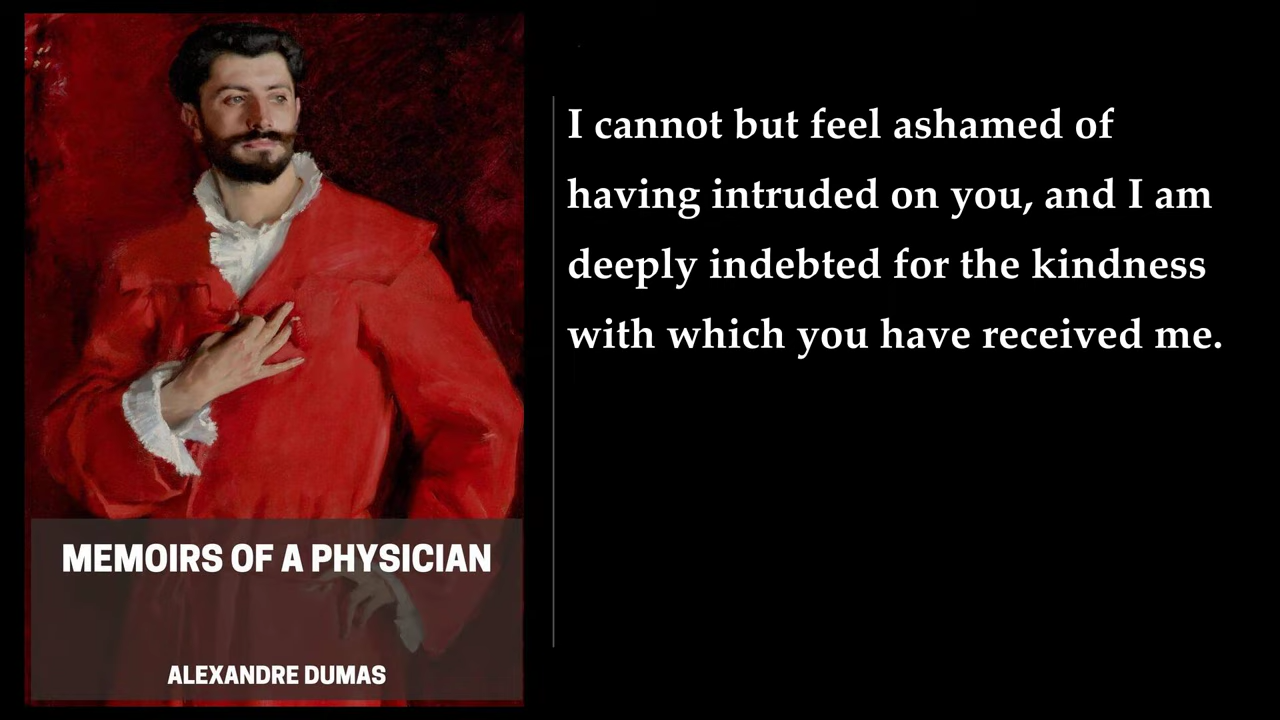 I cannot but feel ashamed of
having intruded on you, and I am
deeply indebted for the kindness
with which you have received me.
MEMOIRS OF A PHYSICIAN
ALEXANDRE DUMAS